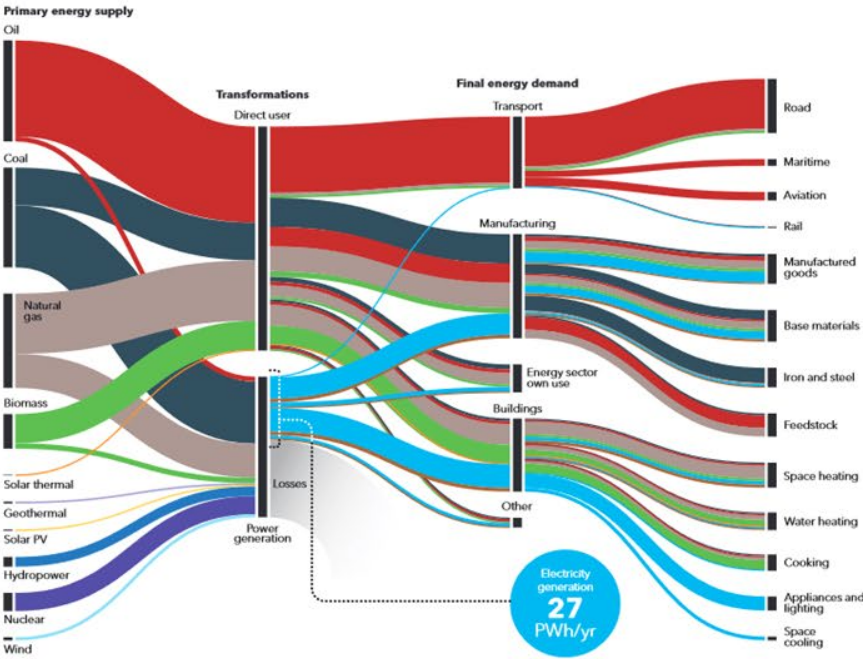 Primary energy supply
Oil
Coal
Natural
gas
Biomass
Solar thermal
Geothermal
Solar PV
Hydropower
Nuclear
Wind
Transformations
Direct user
Losses
Power
generation
Final energy demand
Transport
Manufacturing
Energy sector
own use
Buildings
Other
Electricity
generation
27
PWh/yr
Road
Maritime
Aviation
Rail
Manufactured
goods
Base materials
Iron and steel
Feedstock
Space heating
Water heating
Cooking
Appliances and
lighting
Space
cooling